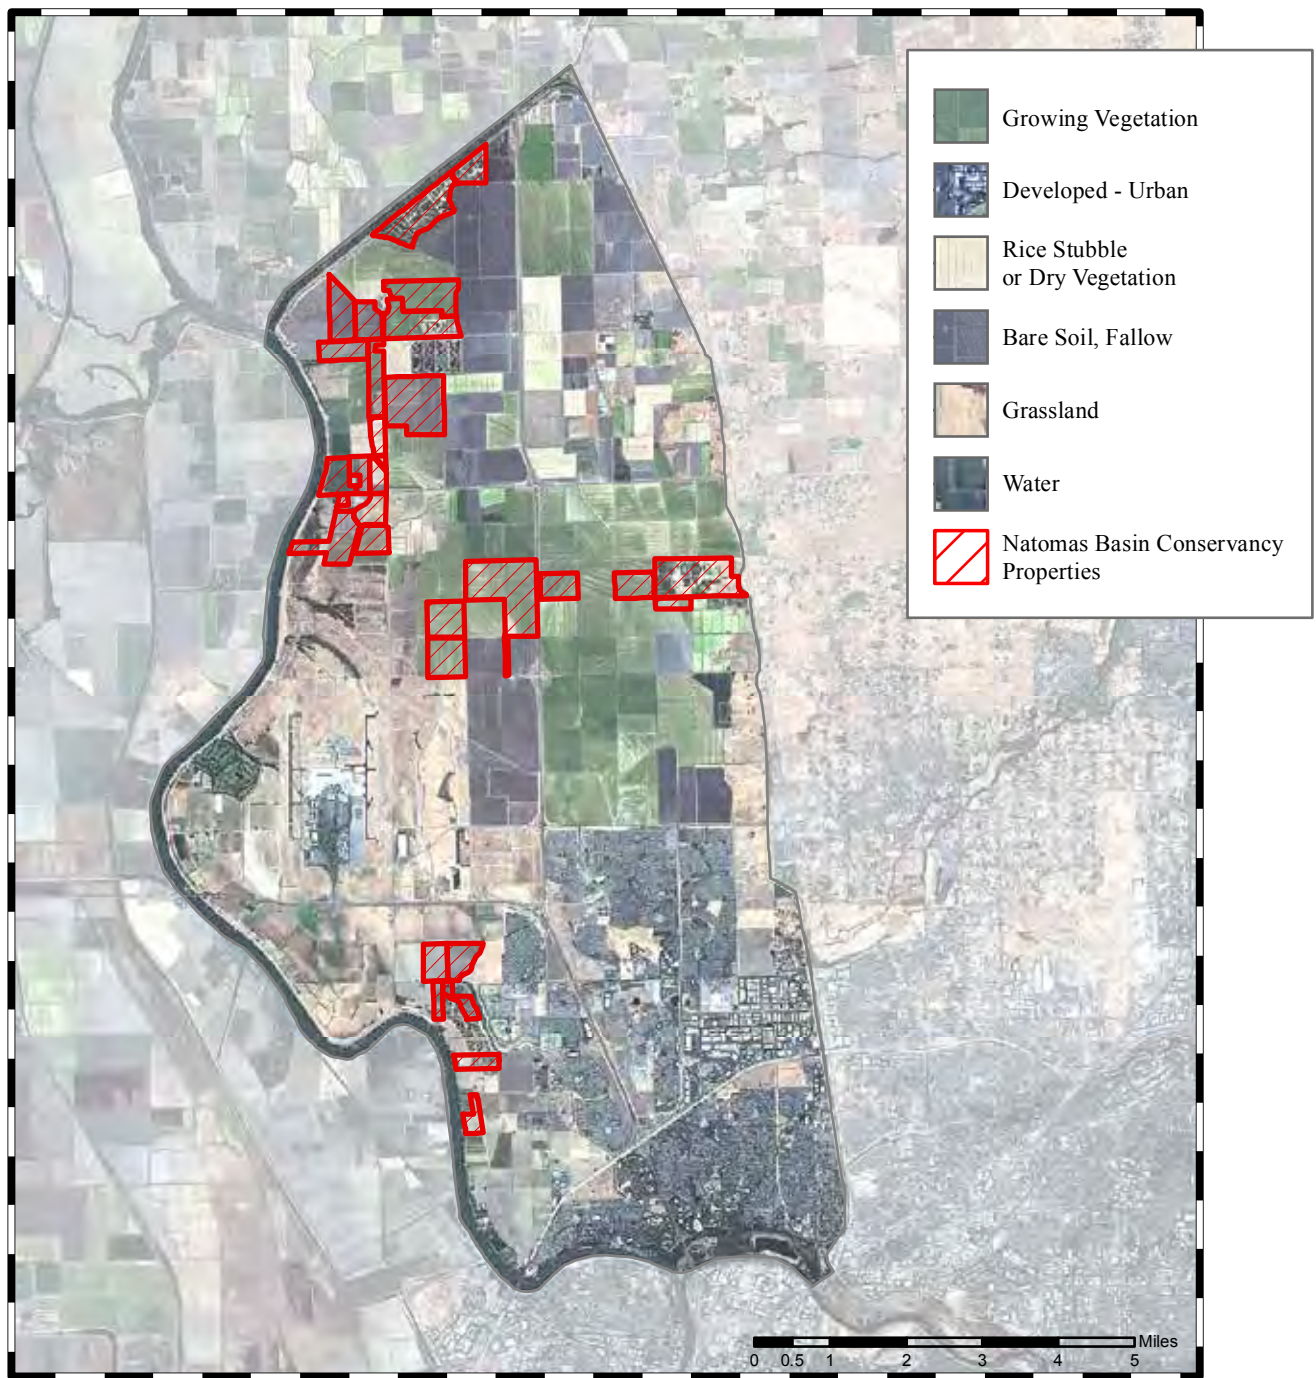 Growing Vegetation
Developed - Urban
Rice Stubble
or Dry Vegetation
Bare Soil, Fallow
Grassland
Water
Natomas Basin Conservancy
Properties
Miles
0 0.5 1 2 3 4 5